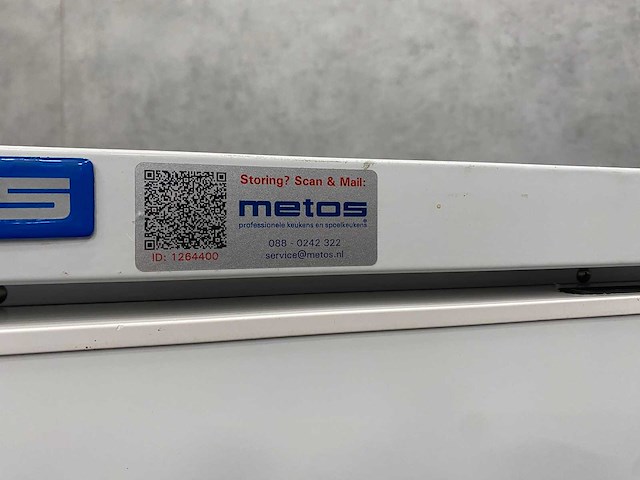 S
Storing? Scan & Mail:
metos
professionele keukens en spoelkeukens
088 - 0242 322
service@metos.nl
ID: 1264400